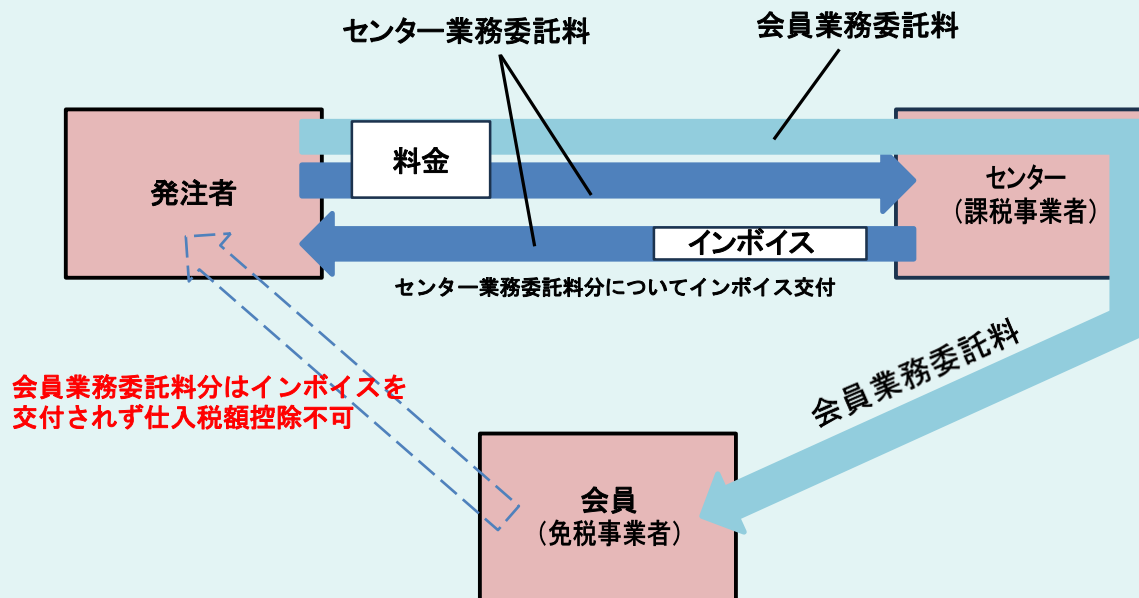 センター業務委託料
会員業務委託料
発注者
料金
センター
（課税事業者）
インボイス
センター業務委託料分についてインボイス交付
会員業務委託料
会員業務委託料分はインボイスを
交付されず仕入税額控除不可
会員
（免税事業者）